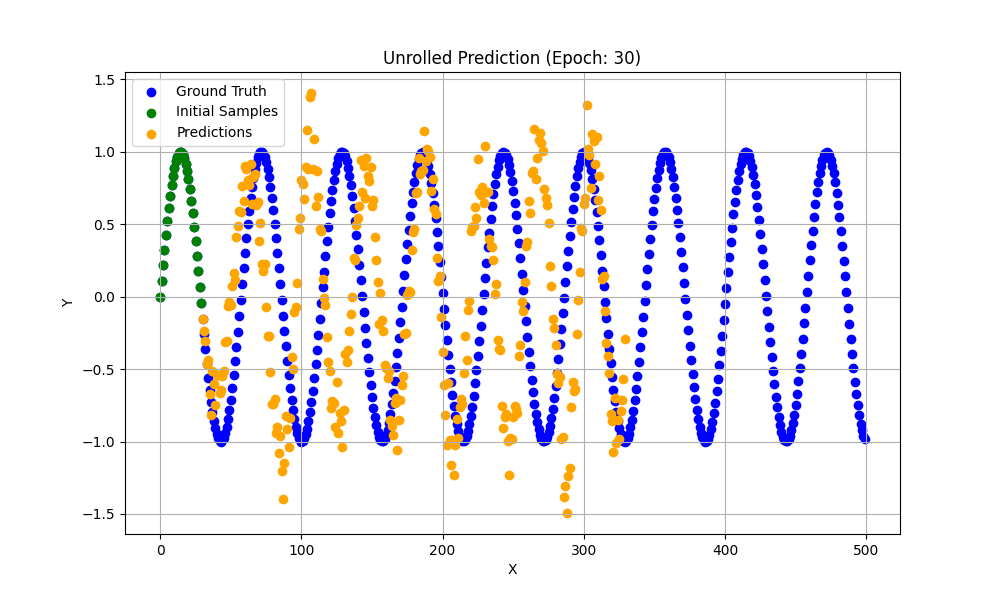 Unrolled Prediction (Epoch: 30)
Ground Truth
Initial Samples
Predictions
1.5
1.0
0.5
0.0
−0.5
−1.0
−1.5
Y
0 100 200 300 400 500
X